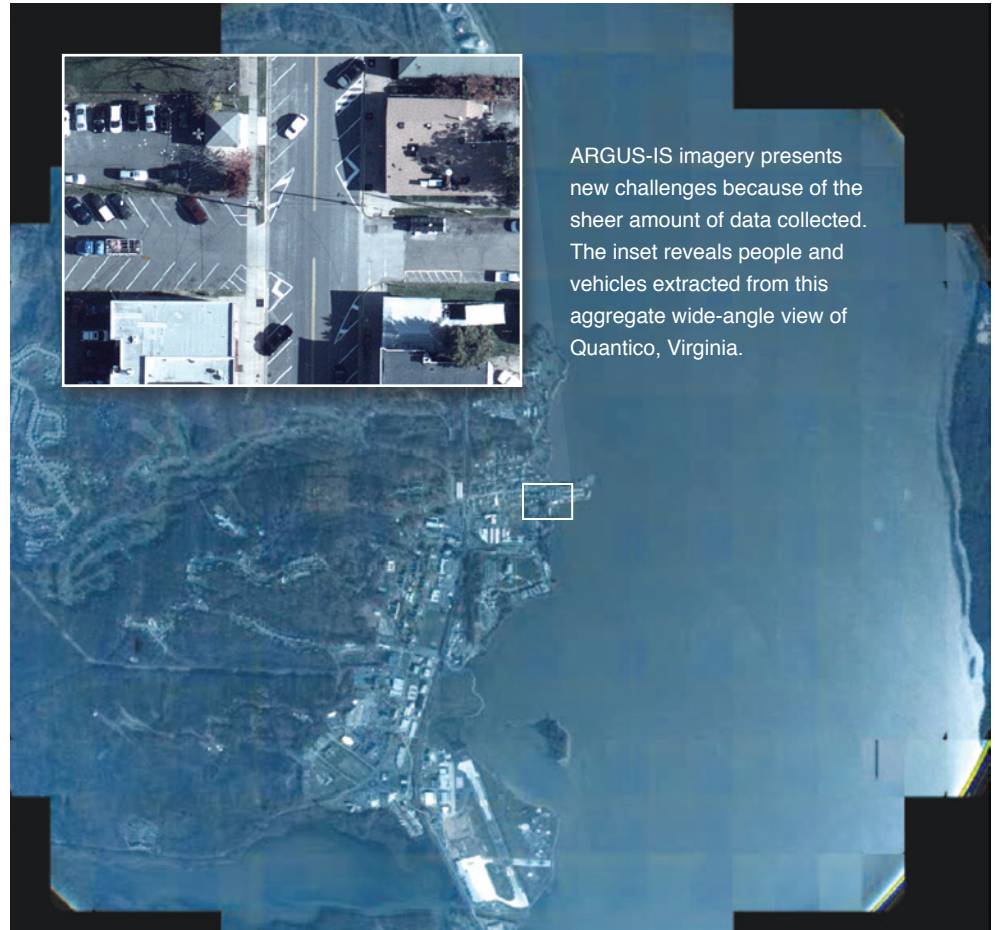 ARGUS-IS imagery presents
new challenges because of the
sheer amount of data collected.
The inset reveals people and
vehicles extracted from this
aggregate wide-angle view of
Quantico, Virginia.